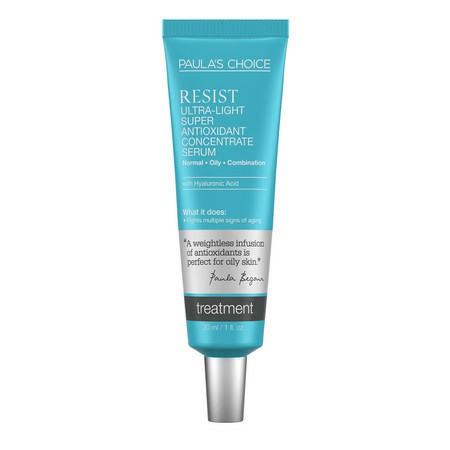 PAULA'S CHOICE
RESIST
ULTRA-LIGHT
SUPER
ANTIOXIDANT
CONCENTRATE
SERUM
Normal • Oily • Combination
with Hyaluronic Acid
What it does:
• Fights multiple signs of aging
"A weightless infusion
of antioxidants is
perfect for oily skin."
Paula Begoun
treatment
30 ml / 1 fl. oz.